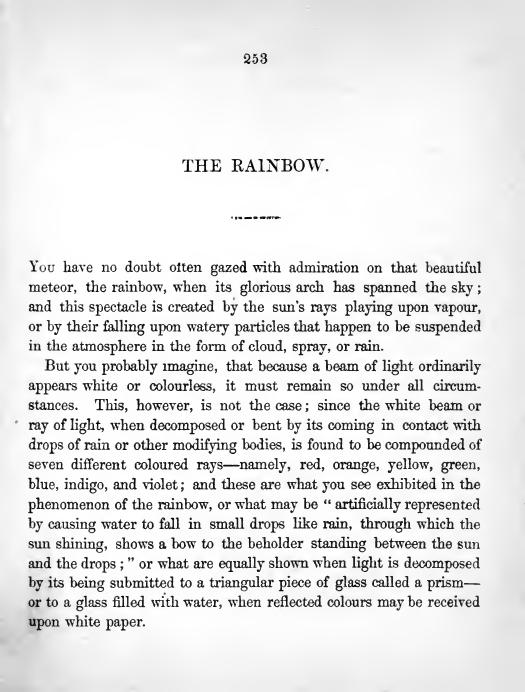 253
THE RAINBOW.
You have no doubt often gazed with admiration on that beautiful
meteor, the rainbow, when its glorious arch has spanned the sky;
and this spectacle is created by the sun's rays playing upon vapour,
or by their falling upon watery particles that happen to be suspended
in the atmosphere in the form of cloud, spray, or rain.
But you probably imagine, that because a beam of light ordinarily
appears white or colourless, it must remain so under all circum-
stances. This, however, is not the case; since the white beam or
ray of light, when decomposed or bent by its coming in contact with
drops of rain or other modifying bodies, is found to be compounded of
seven different coloured rays—namely, red, orange, yellow, green,
blue, indigo, and violet; and these are what you see exhibited in the
phenomenon of the rainbow, or what may be " artificially represented
by causing water to fall in small drops like rain, through which the
sun shining, shows a bow to the beholder standing between the sun
and the drops ; " or what are equally shown when light is decomposed
by its being submitted to a triangular piece of glass called a prism—
or to a glass filled with water, when reflected colours may be received
upon white paper.